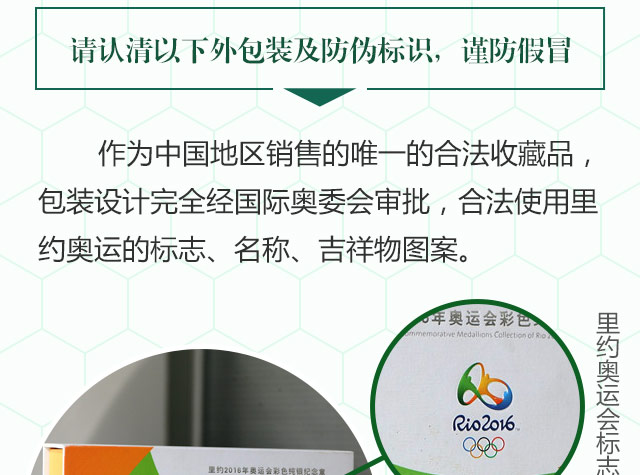 请认清以下外包装及防伪标识，谨防假冒
作为中国地区销售的唯一的合法收藏品，
包装设计完全经国际奥委会审批，合法使用里
约奥运的标志、名称、吉祥物图案。
6年奥运会彩色
ommemorative Medallions Collection of Rio 2
Rio2016
里约奥运会标志
里约2016年奥运会彩色纯铜纪念章